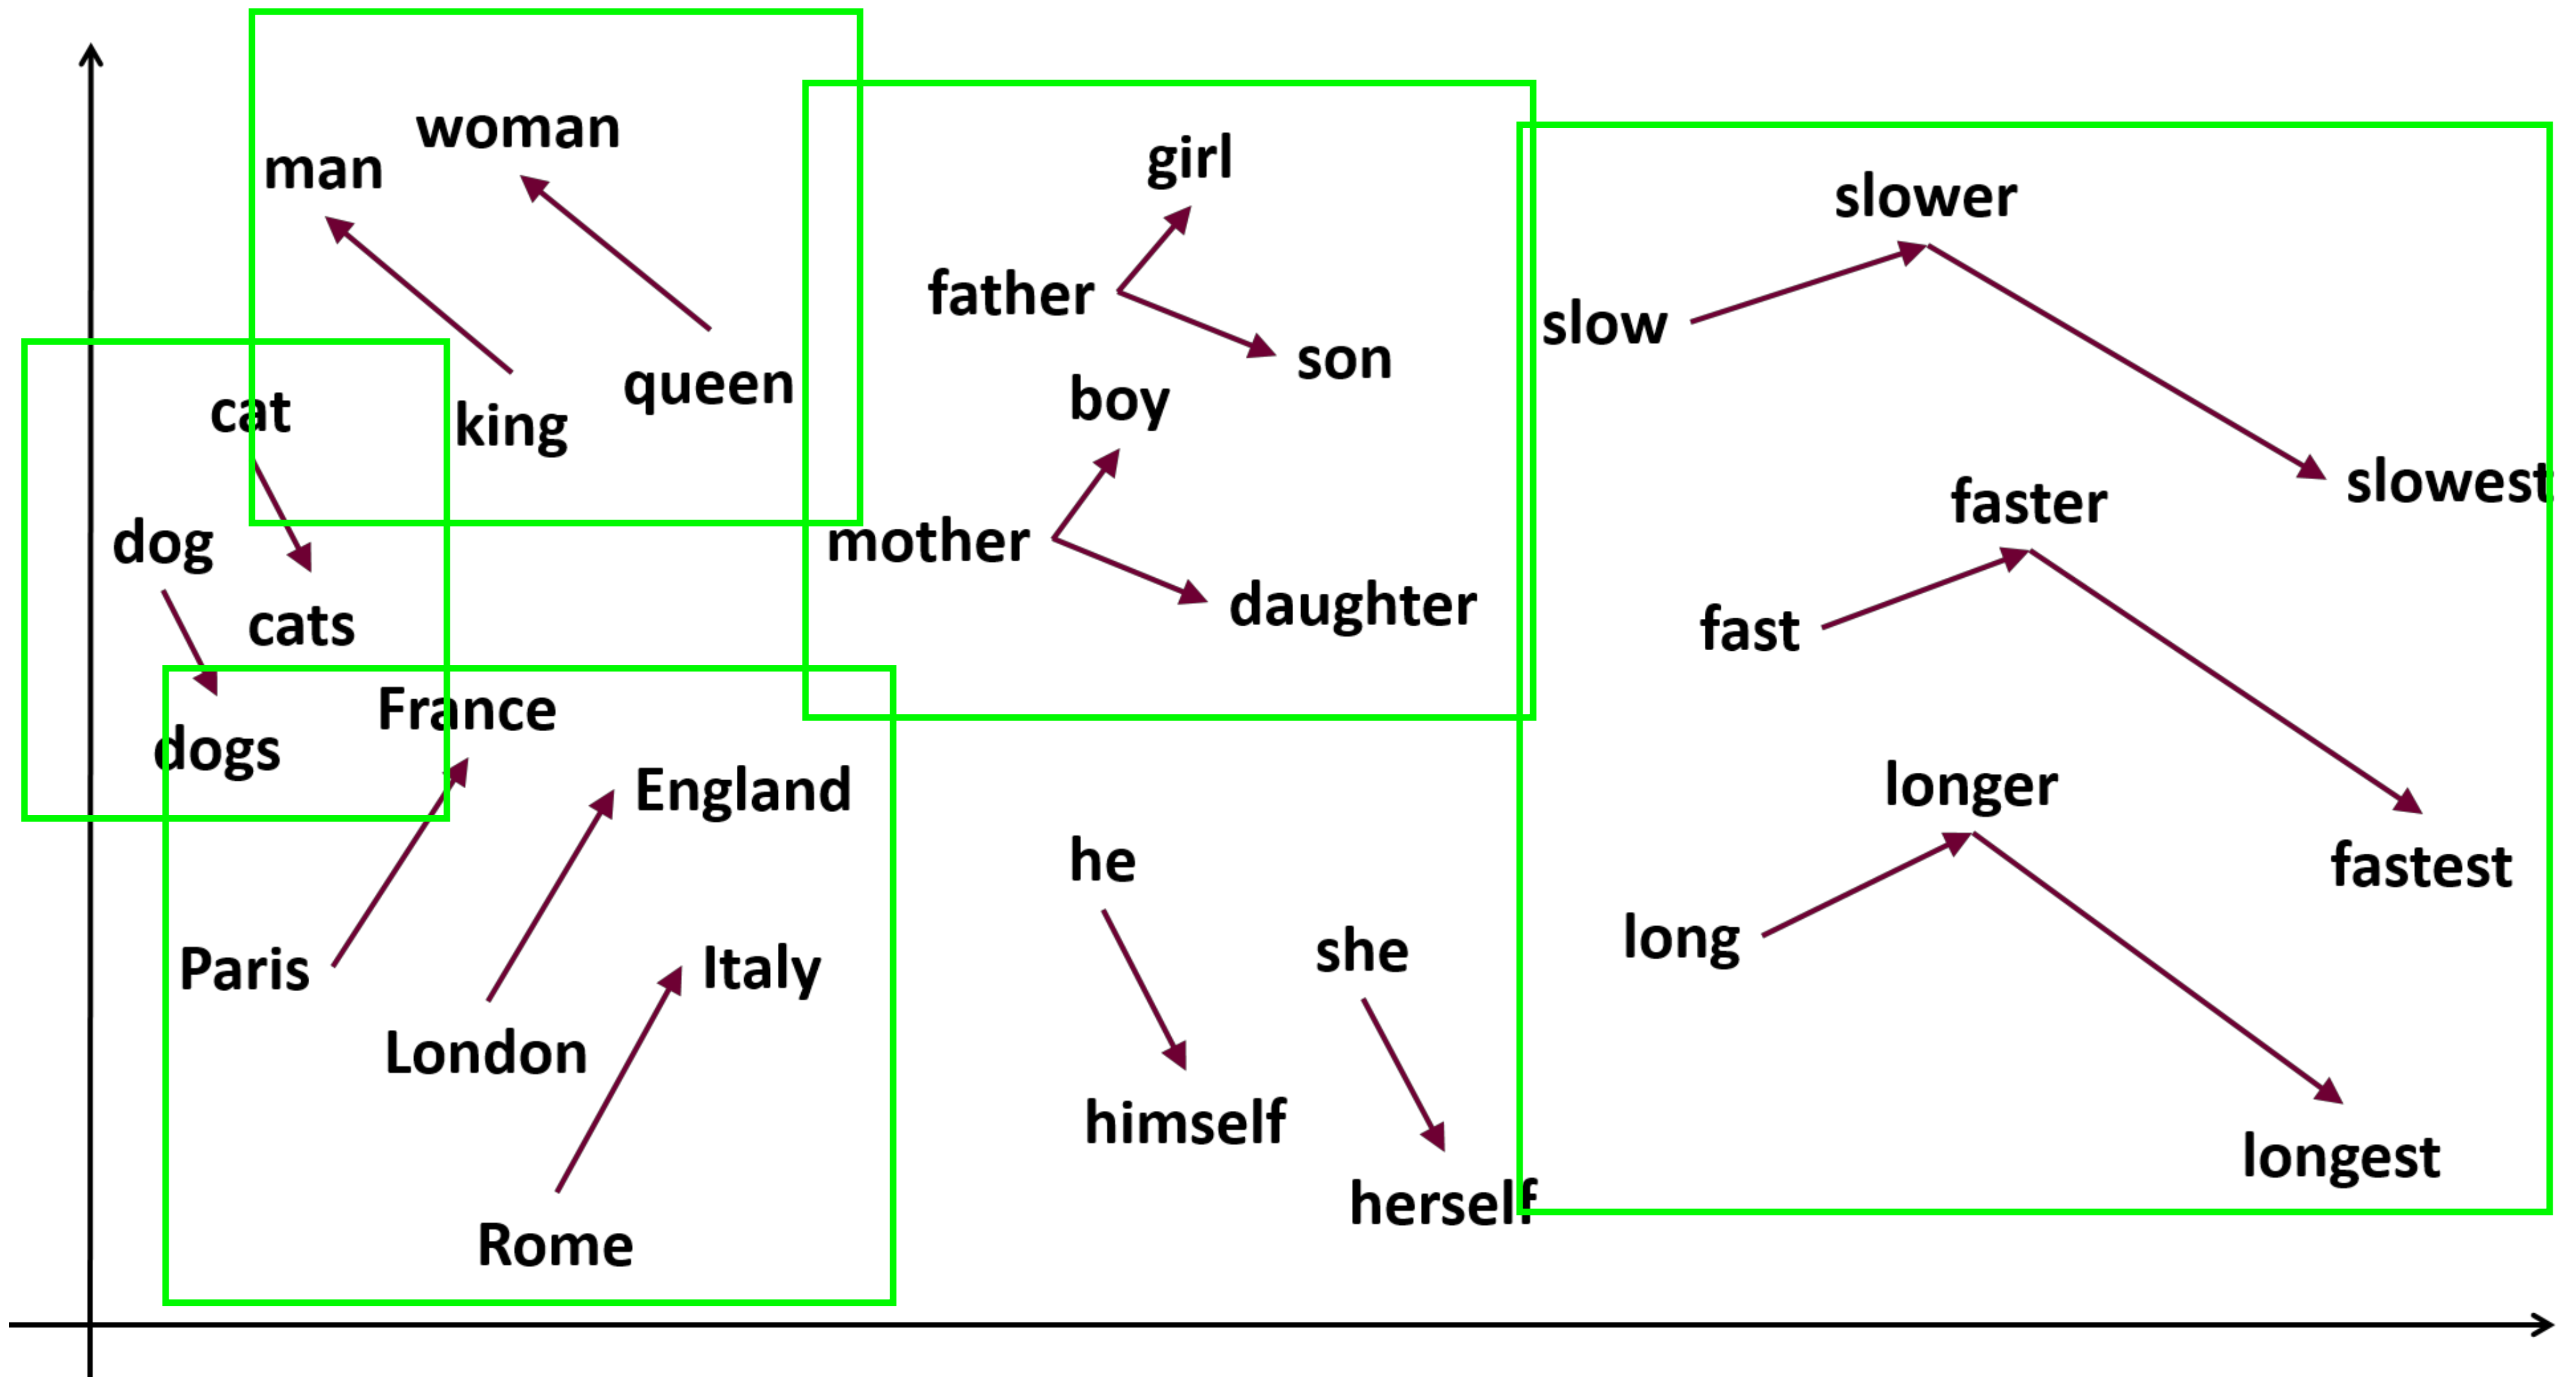 woman
man
queen
king
cat
dog
cats
dogs
girl
father
son
boy
mother
daughter
slower
slow
slowest
faster
fast
fastest
longer
long
longest
France
England
Paris
Italy
London
Rome
he
she
himself
herself